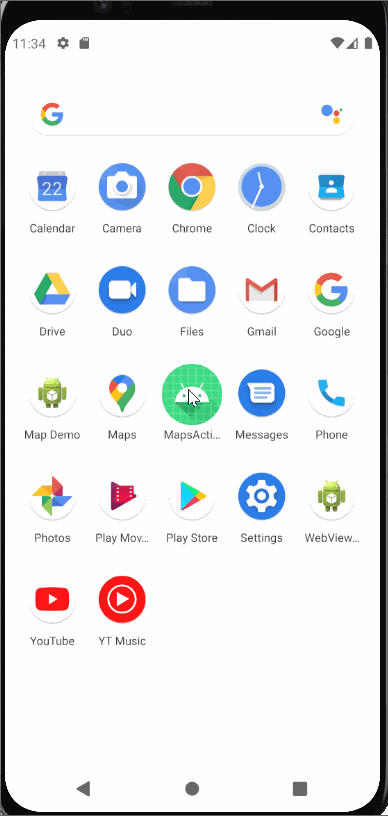 11:34
22
Calendar Camera Chrome Clock Contacts
Drive Duo Files Gmail Google
Map Demo Maps MapsActi... Messages Phone
Photos Play Mov... Play Store Settings WebView...
YouTube YT Music